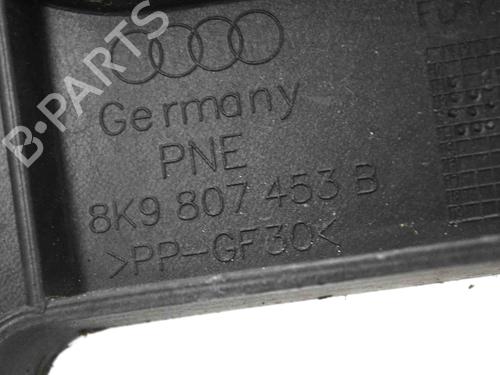 Germany
PNE
8K9 807 453 B
>PP-GF30<
B-PARTS